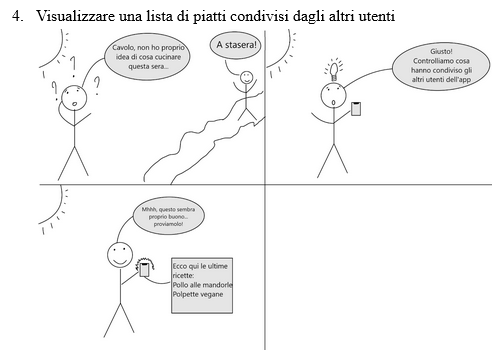 4. Visualizzare una lista di piatti condivisi dagli altri utenti
Cavolo, non ho proprio
idea di cosa cucinare
questa sera..
A stasera!
? ? ? ?
Giusto!
Controlliamo cosa
hanno condiviso gli
altri utenti dell'app
Mhhh, questo sembra
proprio buono..
proviamolo!
Ecco qui le ultime
ricette:
Pollo alle mandorle
Polpette vegane